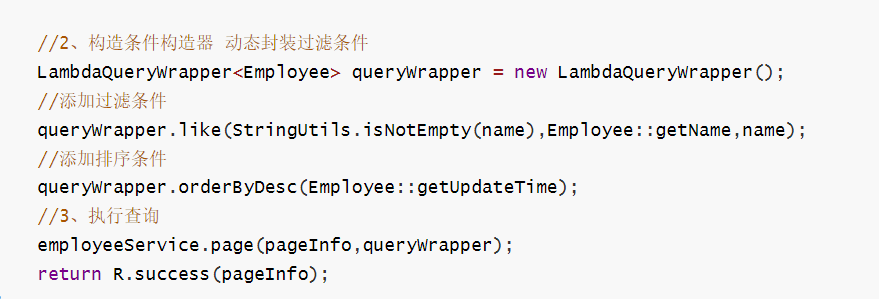 //2、构造条件构造器 动态封装过滤条件
LambdaQueryWrapper<Employee> queryWrapper = new LambdaQueryWrapper();
//添加过滤条件
queryWrapper.like(StringUtils.isNotEmpty(name),Employee::getName,name);
//添加排序条件
queryWrapper.orderByDesc(Employee::getUpdateTime);
//3、执行查询
employeeService.page(pageInfo,queryWrapper);
return R.success(pageInfo);